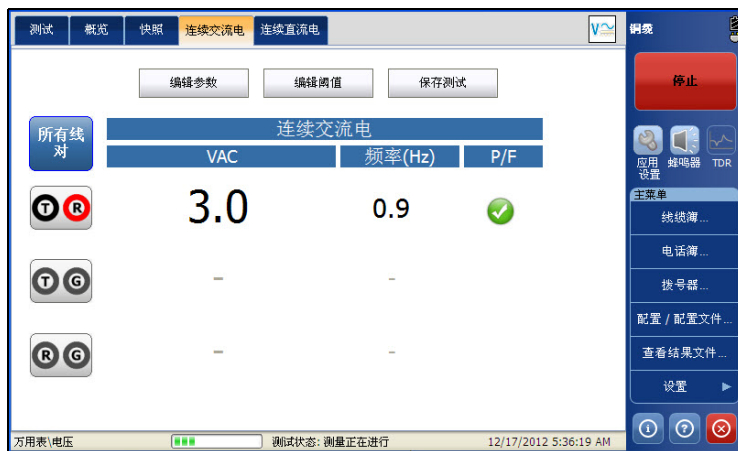 测试 概览 快照 连续交流电 连续直流电
V
铜缆
编辑参数 编辑阈值 保存测试
停止
所有线对
连续交流电
VAC 频率(Hz) P/F
T R 3.0 0.9
T G – –
R G – –
应用设置 蜂鸣器 TDR
主菜单
线缆簿...
电话簿...
拨号器...
配置 / 配置文件...
查看结果文件...
设置
万用表\电压 测试状态: 测量正在进行 12/17/2012 5:36:19 AM